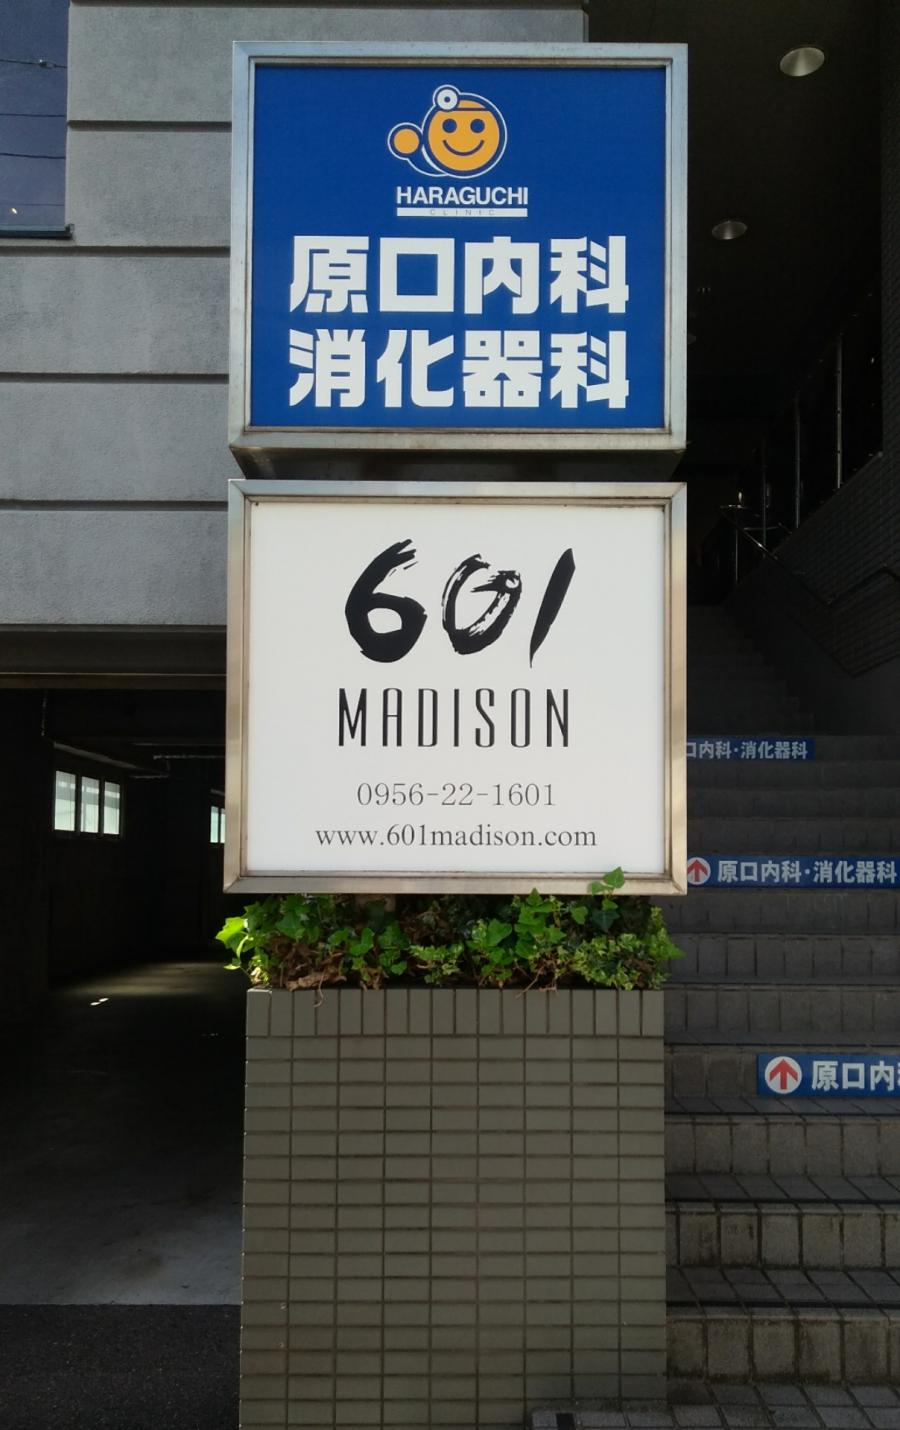 HARAGUCHI
CLINIC
原口内科
消化器科
601
MADISON
0956-22-1601
www.601madison.com
口内科・消化器科
原口内科・消化器科
原口内